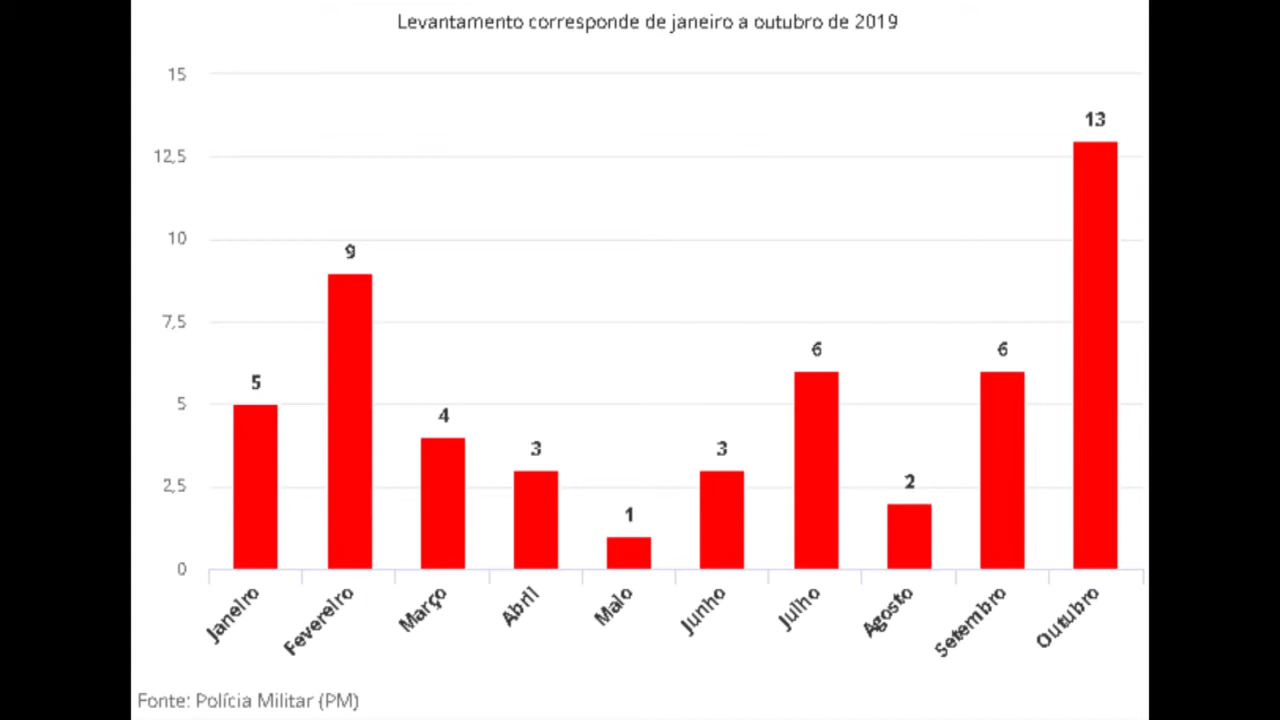 Levantamento corresponde de janeiro a outubro de 2019
15
12,5
10
7,5
5
2,5
0
5
9
4
3
1
3
6
2
6
13
Janeiro
Fevereiro
Março
Abril
Maio
Junho
Julho
Agosto
Setembro
Outubro
Fonte: Polícia Militar (PM)